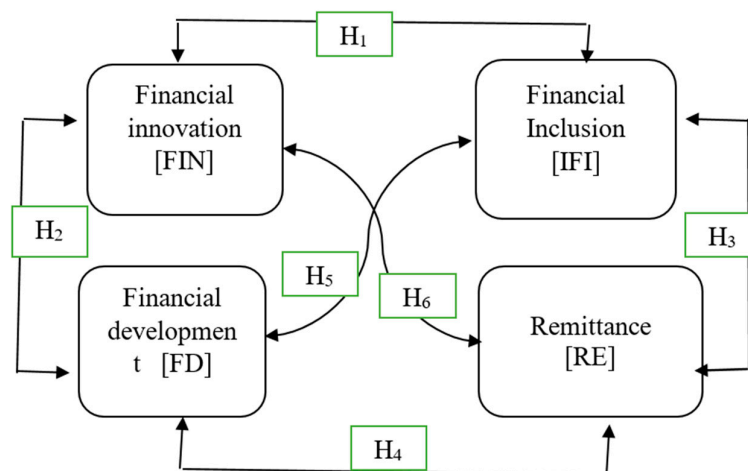 H₁
Financial
innovation
[FIN]
Financial
Inclusion
[IFI]
H₂
H₃
Financial
developmen
t [FD]
H₅
H₆
Remittance
[RE]
H₄